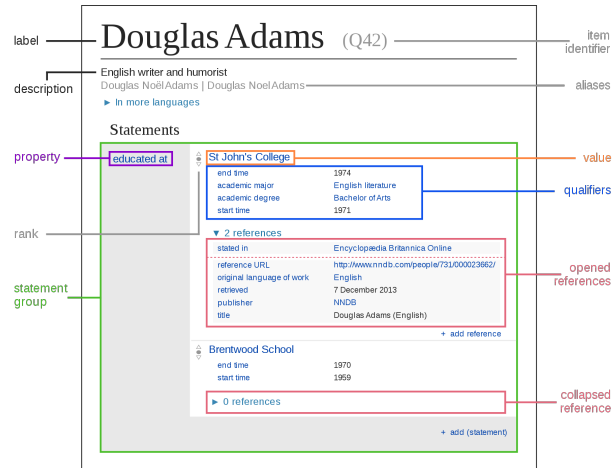 label
Douglas Adams (Q42)
item
identifier
description
English writer and humorist
Douglas Noël Adams | Douglas Noel Adams
aliases
► In more languages
Statements
property
educated at
St John's College
value
end time 1974
academic major English literature
academic degree Bachelor of Arts
start time 1971
qualifiers
rank
▼ 2 references
stated in Encyclopædia Britannica Online
reference URL http://www.nndb.com/people/731/000023662/
original language of work English
retrieved 7 December 2013
publisher NNDB
title Douglas Adams (English)
opened
references
statement
group
+ add reference
Brentwood School
end time 1970
start time 1959
► 0 references
collapsed
reference
+ add (statement)